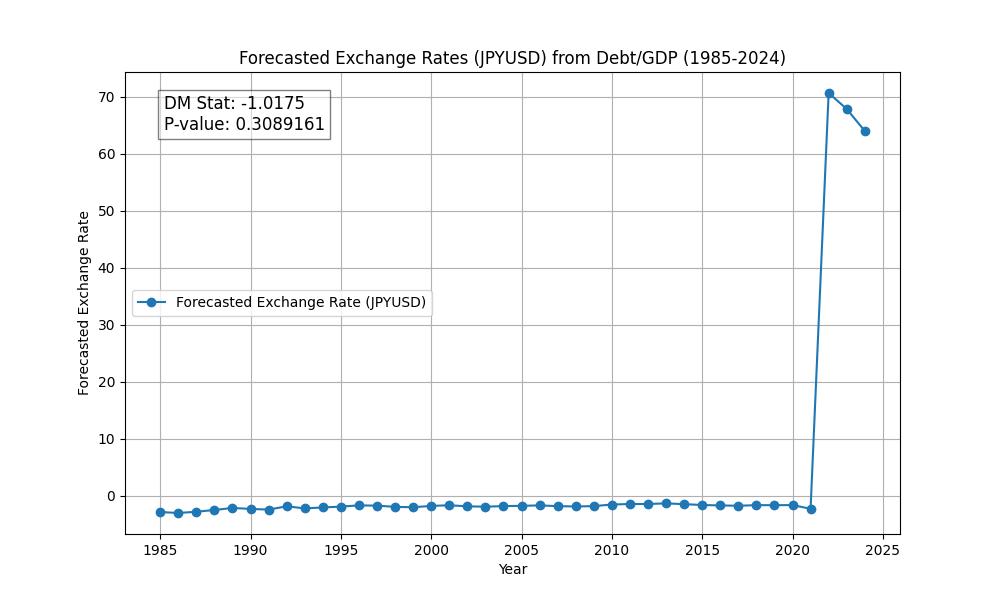 Forecasted Exchange Rates (JPYUSD) from Debt/GDP (1985-2024)
DM Stat: -1.0175
P-value: 0.3089161
Forecasted Exchange Rate (JPYUSD)
Forecasted Exchange Rate
70
60
50
40
30
20
10
0
1985 1990 1995 2000 2005 2010 2015 2020 2025
Year